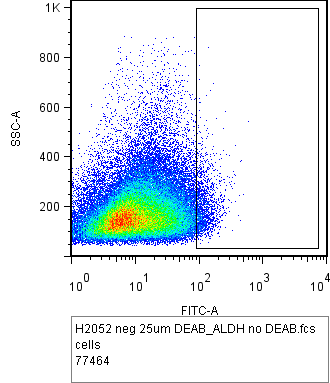 1K
800
600
400
200
SSC-A
10^0 10^1 10^2 10^3 10^4
FITC-A
H2052 neg 25um DEAB_ALDH no DEAB.fcs
cells
77464